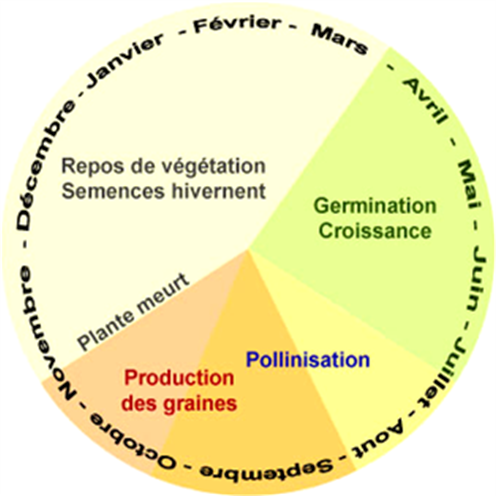 Janvier - Février - Mars - Avril - Mai - Juin - Juillet - Aout - Septembre - Octobre - Novembre - Décembre -
Repos de végétation
Semences hivernent
Germination
Croissance
Plante meurt
Pollinisation
Production
des graines